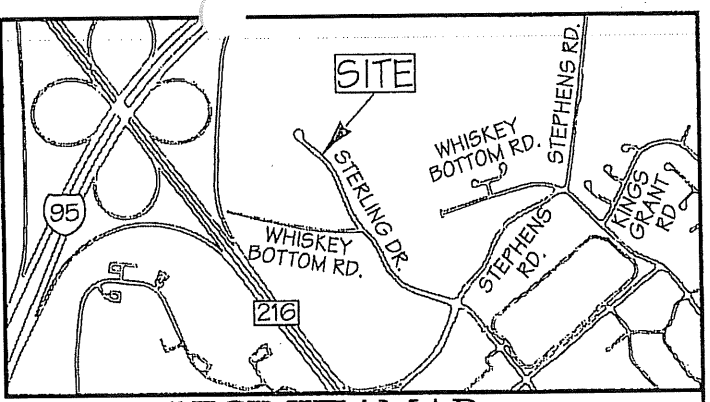 SITE
STEPHENS RD.
WHISKEY
BOTTOM RD.
STERLING DR.
KINGS
GRANT
RD
95
WHISKEY
BOTTOM RD.
STEPHENS
RD.
216